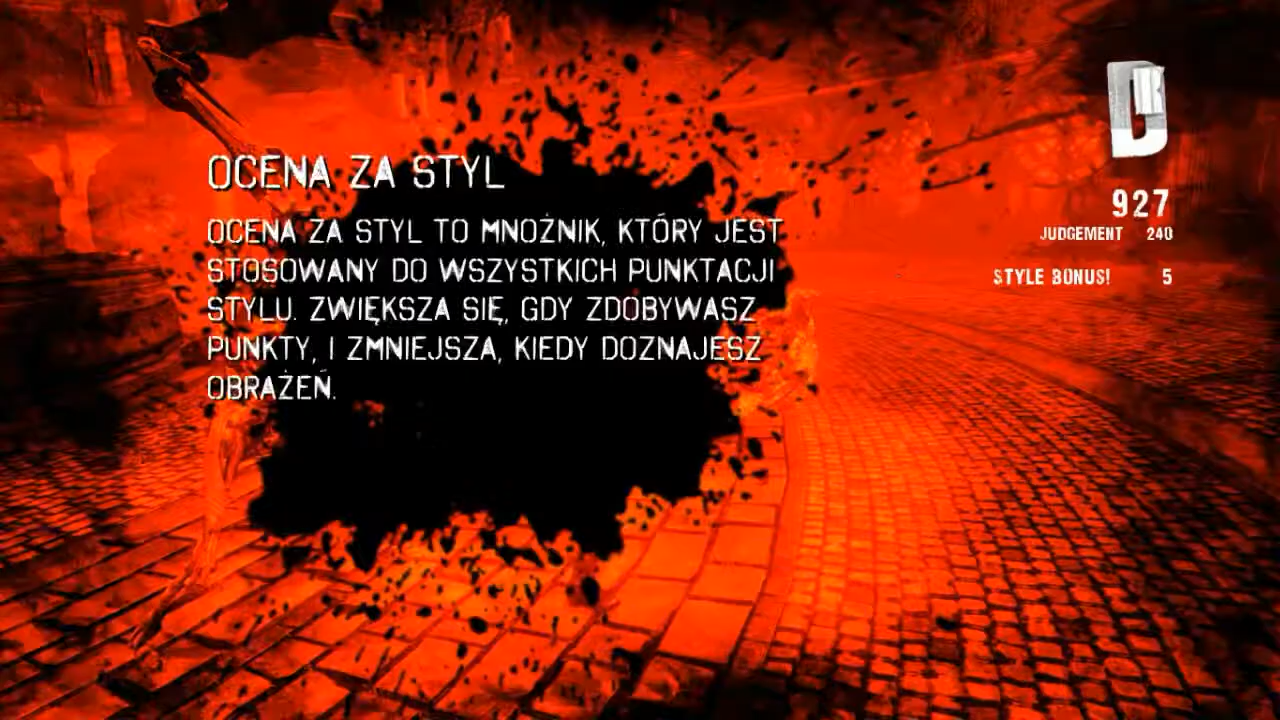 OCENA ZA STYL
OCENA ZA STYL TO MNOŻNIK, KTÓRY JEST
STOSOWANY DO WSZYSTKICH PUNKTACJI
STYLU. ZWIĘKSZA SIĘ, GDY ZDOBYWASZ
PUNKTY, I ZMNIEJSZA, KIEDY DOZNAJESZ
OBRAŻEŃ.
D
927
JUDGEMENT 240
STYLE BONUS! 5